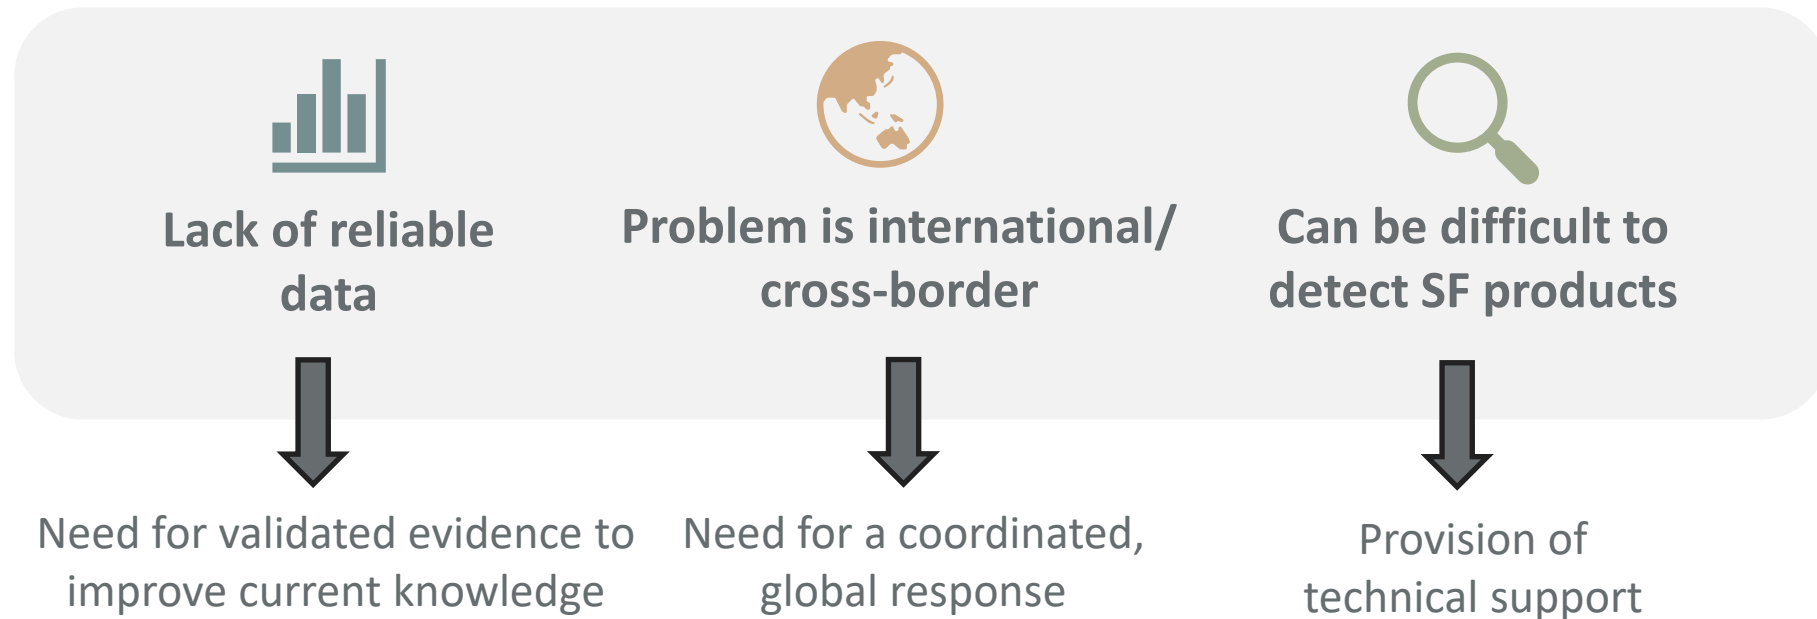 Lack of reliable
data
Problem is international/
cross-border
Can be difficult to
detect SF products
Need for validated evidence to
improve current knowledge
Need for a coordinated,
global response
Provision of
technical support